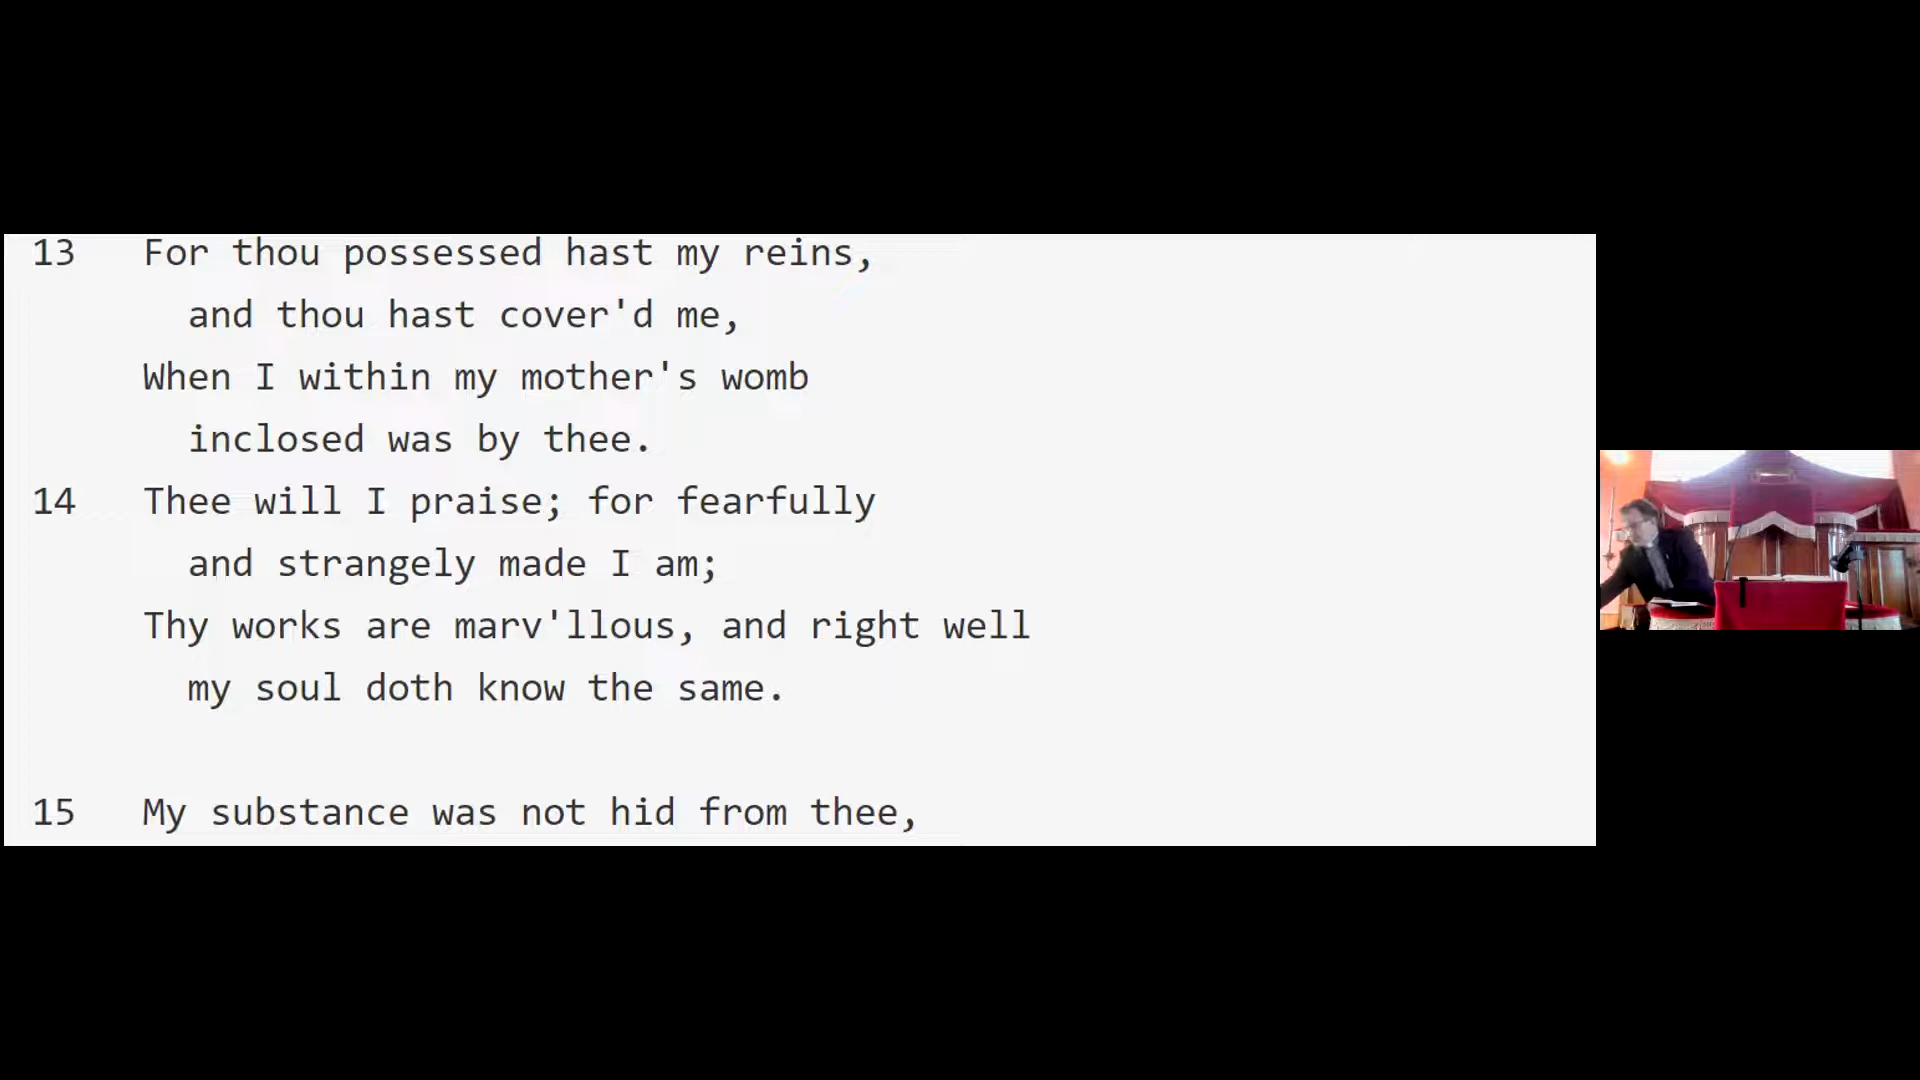 13 For thou possessed hast my reins,
and thou hast cover'd me,
When I within my mother's womb
inclosed was by thee.
14 Thee will I praise; for fearfully
and strangely made I am;
Thy works are marv'llous, and right well
my soul doth know the same.
15 My substance was not hid from thee,